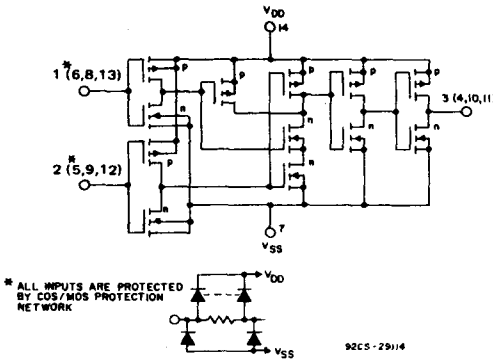 VDD
14
1 (6,8,13)
*
p
p
p
p
p
n
n
3 (4,10,11
2 (5,9,12)
*
p
n
n
7
VSS
* ALL INPUTS ARE PROTECTED
BY COS/MOS PROTECTION
NETWORK
VDD
VSS
92CS-29114